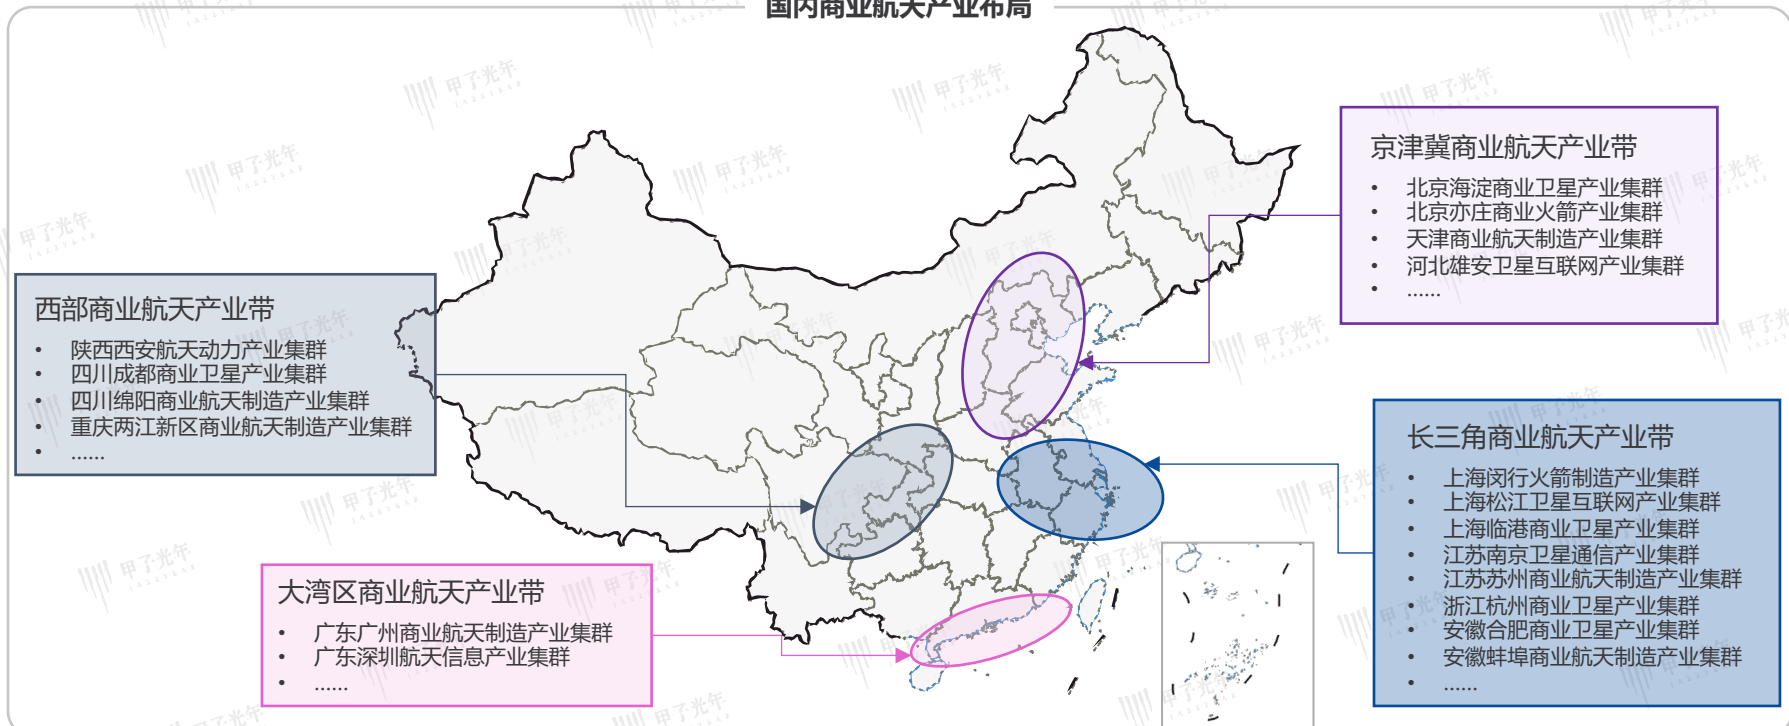 国内商业航天产业布局
京津冀商业航天产业带
• 北京海淀商业卫星产业集群
• 北京亦庄商业火箭产业集群
• 天津商业航天制造产业集群
• 河北雄安卫星互联网产业集群
• ......
西部商业航天产业带
• 陕西西安航天动力产业集群
• 四川成都商业卫星产业集群
• 四川绵阳商业航天制造产业集群
• 重庆两江新区商业航天制造产业集群
• ......
长三角商业航天产业带
• 上海闵行火箭制造产业集群
• 上海松江卫星互联网产业集群
• 上海临港商业卫星产业集群
• 江苏南京卫星通信产业集群
• 江苏苏州商业航天制造产业集群
• 浙江杭州商业卫星产业集群
• 安徽合肥商业卫星产业集群
• 安徽蚌埠商业航天制造产业集群
• ......
大湾区商业航天产业带
• 广东广州商业航天制造产业集群
• 广东深圳航天信息产业集群
• ......
甲子光年
JAZZYEAR